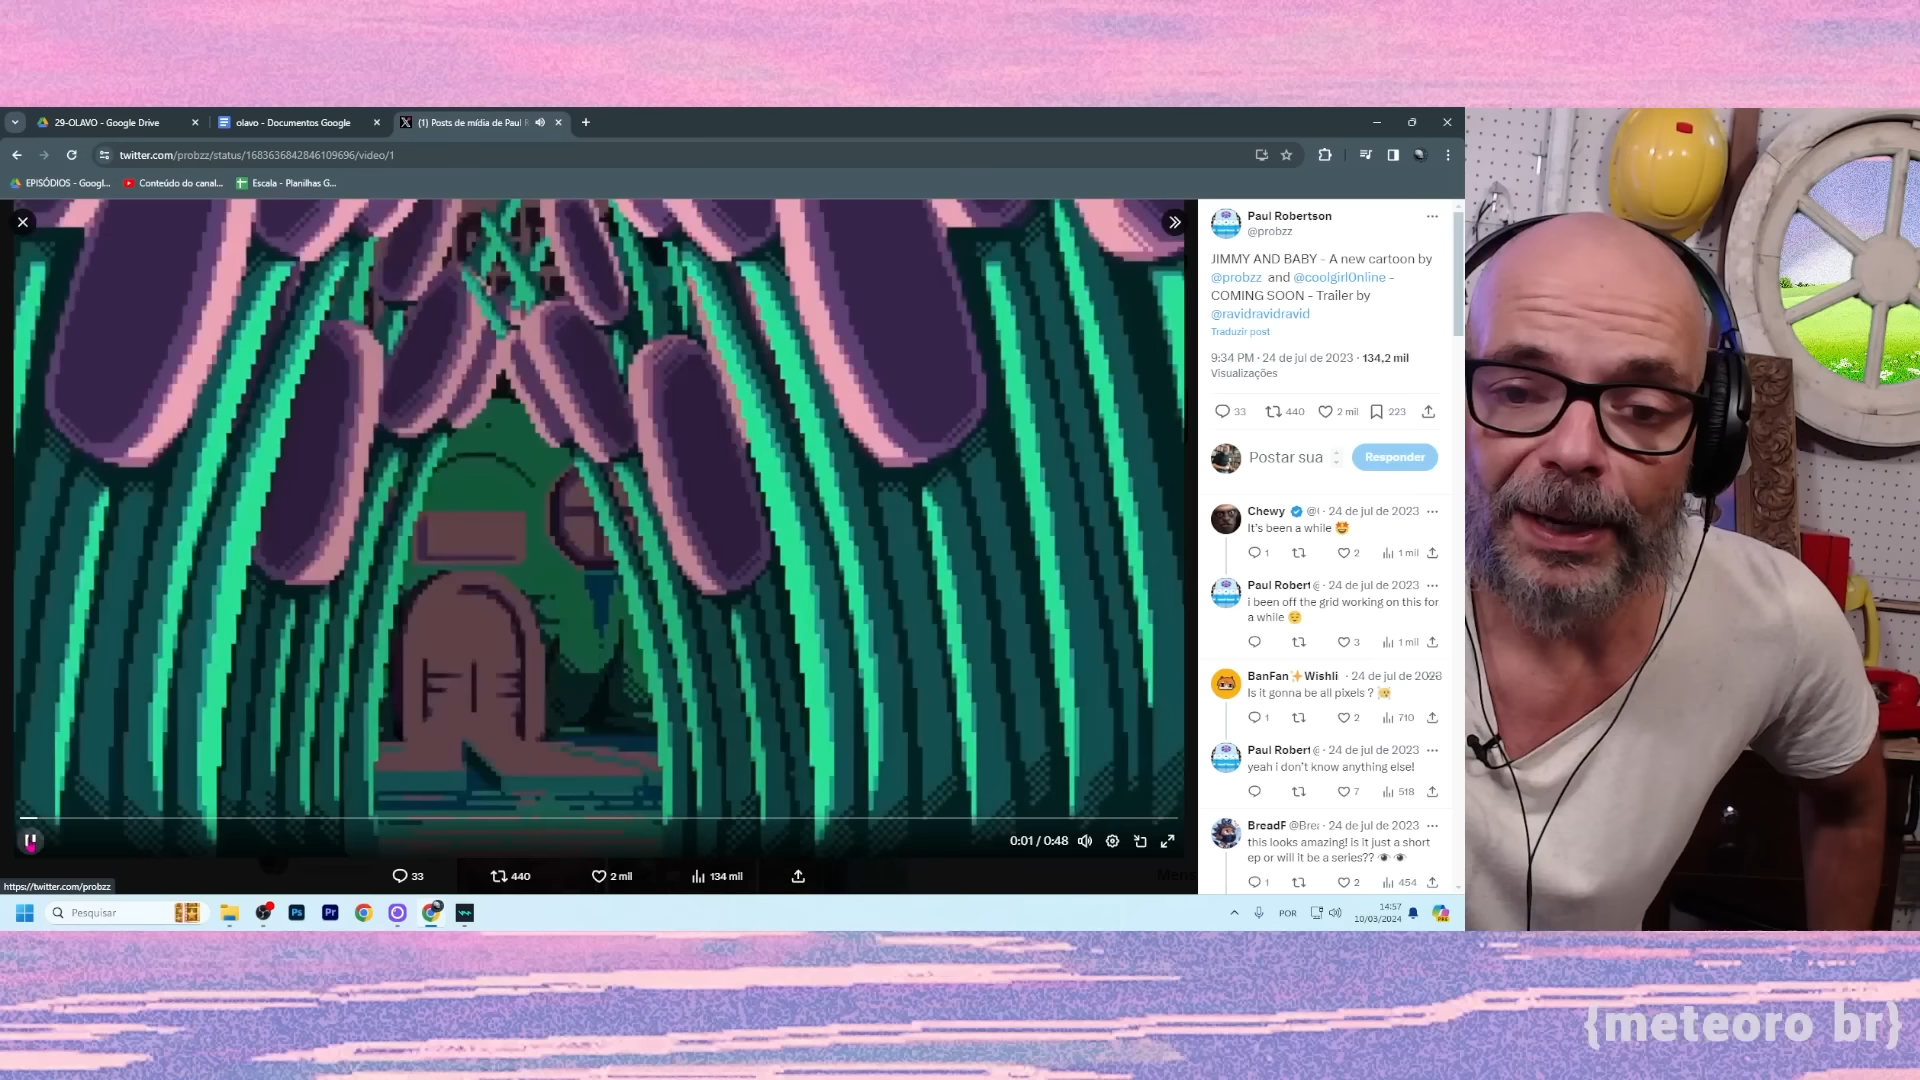 29-OLAVO - Google Drive
olavo - Documentos Google
(1) Posts de mídia de Paul R
twitter.com/probzz/status/1683636842846109696/video/1
EPISÓDIOS - Googl...
Conteúdo do canal...
Escala - Planilhas G...
Paul Robertson
@probzz
JIMMY AND BABY - A new cartoon by
@probzz and @coolgirl0nline -
COMING SOON - Trailer by
@ravidravidravid
Traduzir post
9:34 PM · 24 de jul de 2023 · 134,2 mil
Visualizações
33 440 2 mil 223
Postar sua
Responder
Chewy · 24 de jul de 2023
It's been a while 🤩
1 2 1 mil
Paul Robert @ · 24 de jul de 2023
i been off the grid working on this for
a while 😌
3 1 mil
BanFan✨Wishli · 24 de jul de 2023
Is it gonna be all pixels ?
1 2 710
Paul Robert @ · 24 de jul de 2023
yeah i don't know anything else!
7 518
BreadF @Brea · 24 de jul de 2023
this looks amazing! Is it just a short
ep or will it be a series?? 👁️👁️
1 2 454
0:01 / 0:48
33 440 2 mil 134 mil
https://twitter.com/probzz
Pesquisar
Ps
Pr
POR
14:57
10/03/2024
{meteoro br}